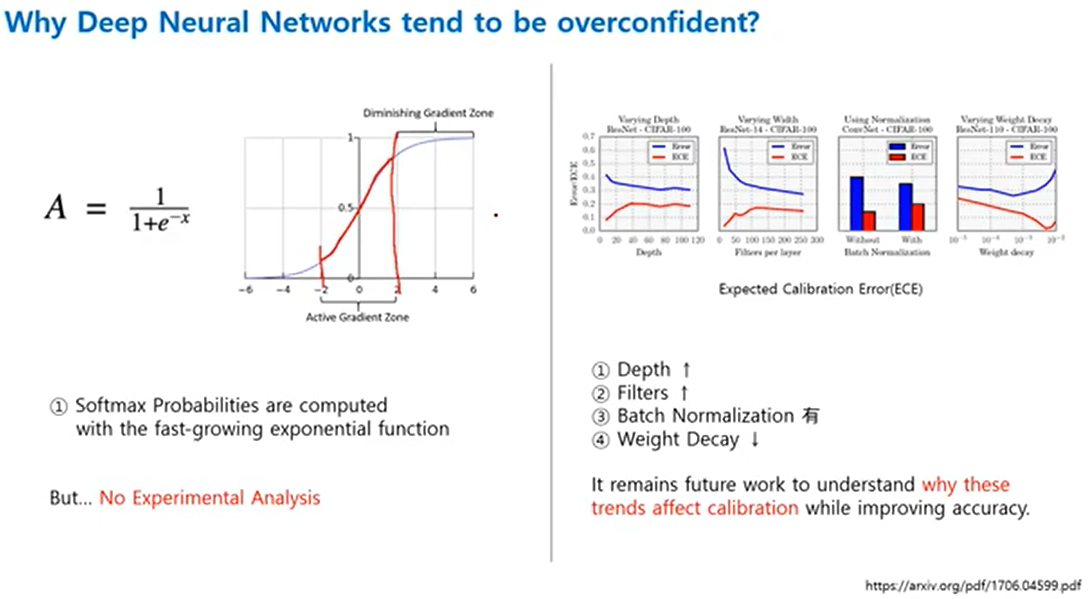 Why Deep Neural Networks tend to be overconfident?
A = 1 / 1+e^-x
Diminishing Gradient Zone
1
0.5
0
-6 -4 -2 0 2 4 6
Active Gradient Zone
① Softmax Probabilities are computed
with the fast-growing exponential function
But... No Experimental Analysis
Varying Depth
ResNet - CIFAR-100
Error
ECE
Error/ECE
0.7
0.6
0.5
0.4
0.3
0.2
0.1
0.0
0 20 40 60 80 100 120
Depth
Varying Width
ResNet-14 - CIFAR-100
Error
ECE
0 50 100 150 200 250 300
Filters per layer
Using Normalization
ConvNet - CIFAR-100
Error
ECE
Without With
Batch Normalization
Varying Weight Decay
ResNet-110 - CIFAR-100
Error
ECE
10^-5 10^-4 10^-3 10^-2
Weight decay
Expected Calibration Error(ECE)
① Depth ↑
② Filters ↑
③ Batch Normalization 有
④ Weight Decay ↓
It remains future work to understand why these
trends affect calibration while improving accuracy.
https://arxiv.org/pdf/1706.04599.pdf